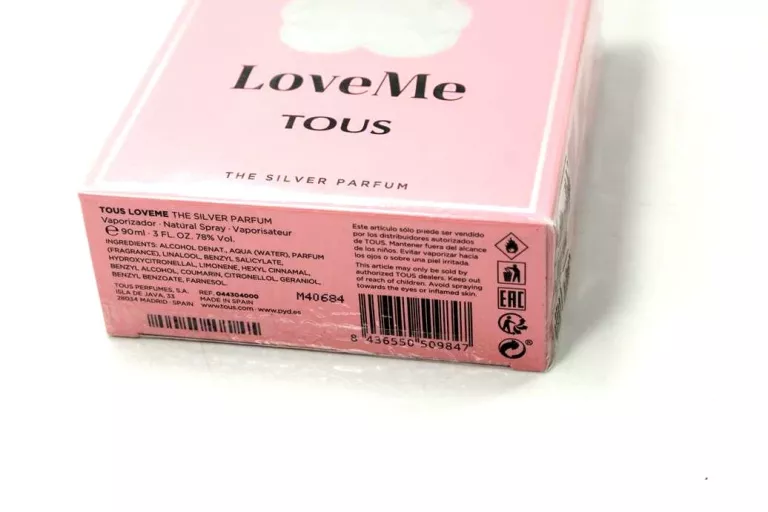 LoveMe
TOUS
THE SILVER PARFUM
TOUS LOVEME THE SILVER PARFUM
Vaporizador · Natural Spray · Vaporisateur
℮ 90ml · 3 FL. OZ. 78% Vol.
INGREDIENTS: ALCOHOL DENAT., AQUA (WATER), PARFUM
(FRAGRANCE), LINALOOL, BENZYL SALICYLATE,
HYDROXYCITRONELLAL, LIMONENE, HEXYL CINNAMAL,
BENZYL ALCOHOL, COUMARIN, CITRONELLOL, GERANIOL,
BENZYL BENZOATE, FARNESOL.
TOUS PERFUMES, S.A.
ISLA DE JAVA, 33
28034 MADRID · SPAIN
REF. 044304000
MADE IN SPAIN
www.tous.com · www.pyd.es
M40684
Este artículo sólo puede ser vendido
por los distribuidores autorizados
de TOUS. Mantener fuera del alcance
de los niños. Evitar vaporizar hacia
los ojos o sobre una piel irritada.
This article may only be sold by
authorized TOUS dealers. Keep out
of reach of children. Avoid spraying
towards the eyes or inflamed skin.
8 436550 509847
EAC